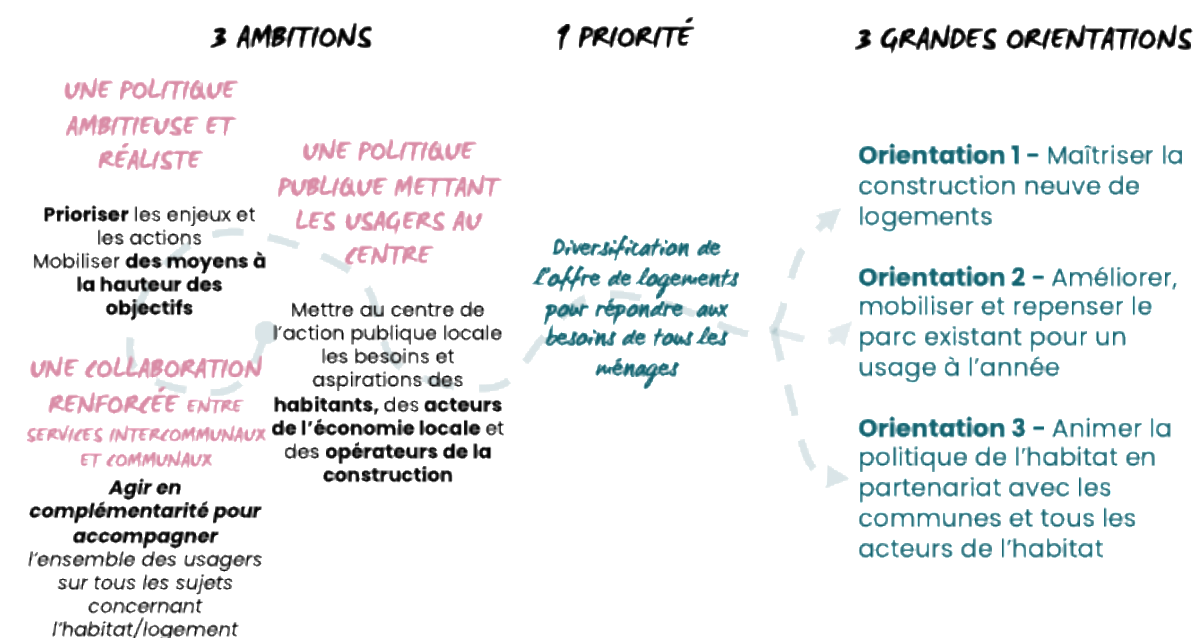 3 AMBITIONS
1 PRIORITÉ
3 GRANDES ORIENTATIONS
UNE POLITIQUE
AMBITIEUSE ET
RÉALISTE
Prioriser les enjeux et
les actions
Mobiliser des moyens à
la hauteur des
objectifs
UNE COLLABORATION
RENFORCÉE ENTRE
SERVICES INTERCOMMUNAUX
ET COMMUNAUX
Agir en
complémentarité pour
accompagner
l'ensemble des usagers
sur tous les sujets
concernant
l'habitat/logement
UNE POLITIQUE
PUBLIQUE METTANT
LES USAGERS AU
CENTRE
Mettre au centre de
l'action publique locale
les besoins et
aspirations des
habitants, des acteurs
de l'économie locale et
des opérateurs de la
construction
Diversification de
l'offre de logements
pour répondre aux
besoins de tous les
ménages
Orientation 1 – Maîtriser la
construction neuve de
logements
Orientation 2 – Améliorer,
mobiliser et repenser le
parc existant pour un
usage à l'année
Orientation 3 – Animer la
politique de l'habitat en
partenariat avec les
communes et tous les
acteurs de l'habitat